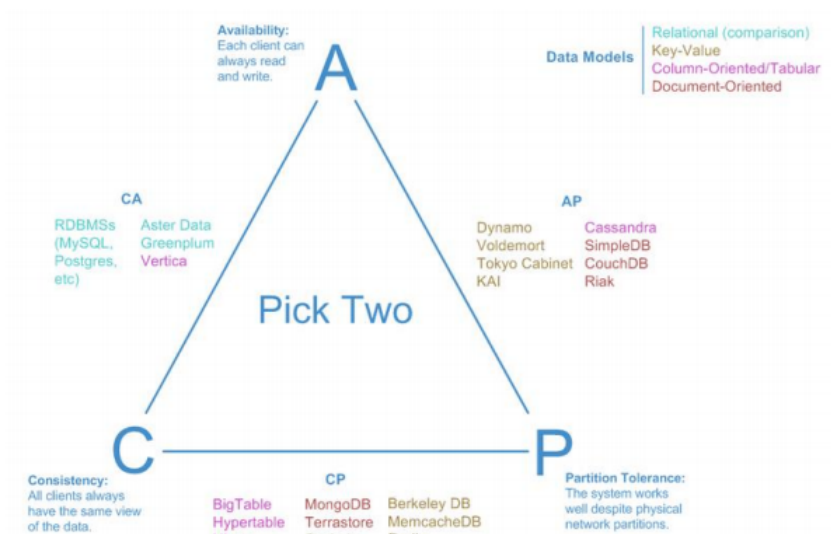 Availability:
Each client can
always read
and write.
A
Data Models
Relational (comparison)
Key-Value
Column-Oriented/Tabular
Document-Oriented
CA
RDBMSs
(MySQL,
Postgres,
etc)
Aster Data
Greenplum
Vertica
AP
Dynamo
Voldemort
Tokyo Cabinet
KAI
Cassandra
SimpleDB
CouchDB
Riak
Pick Two
C
P
Consistency:
All clients always
have the same view
of the data.
CP
BigTable
Hypertable
MongoDB
Terrastore
Berkeley DB
MemcacheDB
Partition Tolerance:
The system works
well despite physical
network partitions.